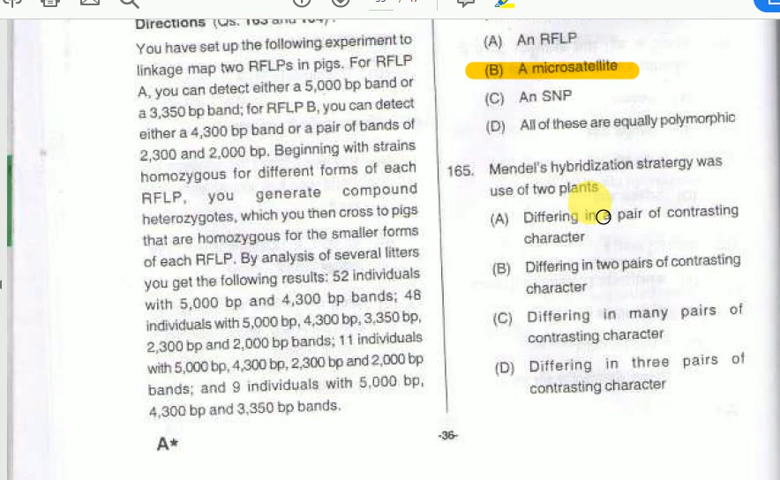 Directions (Qs. 163 and 164):
You have set up the following experiment to
linkage map two RFLPs in pigs. For RFLP
A, you can detect either a 5,000 bp band or
a 3,350 bp band; for RFLP B, you can detect
either a 4,300 bp band or a pair of bands of
2,300 and 2,000 bp. Beginning with strains
homozygous for different forms of each
RFLP, you generate compound
heterozygotes, which you then cross to pigs
that are homozygous for the smaller forms
of each RFLP. By analysis of several litters
you get the following results: 52 individuals
with 5,000 bp and 4,300 bp bands; 48
individuals with 5,000 bp, 4,300 bp, 3,350 bp,
2,300 bp and 2,000 bp bands; 11 individuals
with 5,000 bp, 4,300 bp, 2,300 bp and 2,000 bp
bands; and 9 individuals with 5,000 bp,
4,300 bp and 3,350 bp bands.
A*
(A) An RFLP
(B) A microsatellite
(C) An SNP
(D) All of these are equally polymorphic
165. Mendel's hybridization stratergy was
use of two plants
(A) Differing in a pair of contrasting
character
(B) Differing in two pairs of contrasting
character
(C) Differing in many pairs of
contrasting character
(D) Differing in three pairs of
contrasting character
-36-